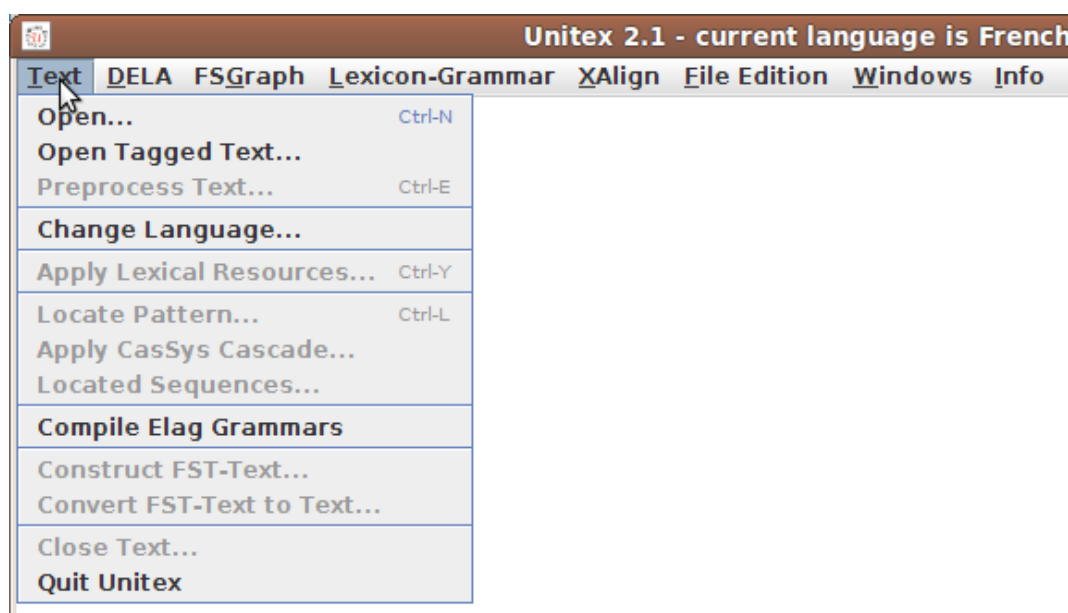 Unitex 2.1 - current language is French
Text DELA FSGraph Lexicon-Grammar XAlign File Edition Windows Info
Open... Ctrl-N
Open Tagged Text...
Preprocess Text... Ctrl-E
Change Language...
Apply Lexical Resources... Ctrl-Y
Locate Pattern... Ctrl-L
Apply CasSys Cascade...
Located Sequences...
Compile Elag Grammars
Construct FST-Text...
Convert FST-Text to Text...
Close Text...
Quit Unitex